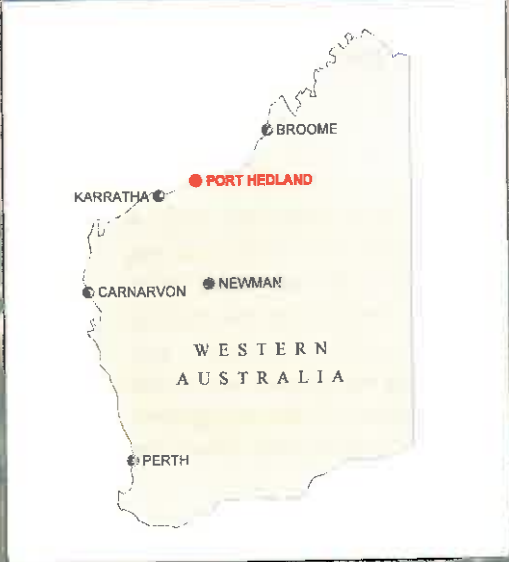 BROOME
PORT HEDLAND
KARRATHA
NEWMAN
CARNARVON
WESTERN
AUSTRALIA
PERTH